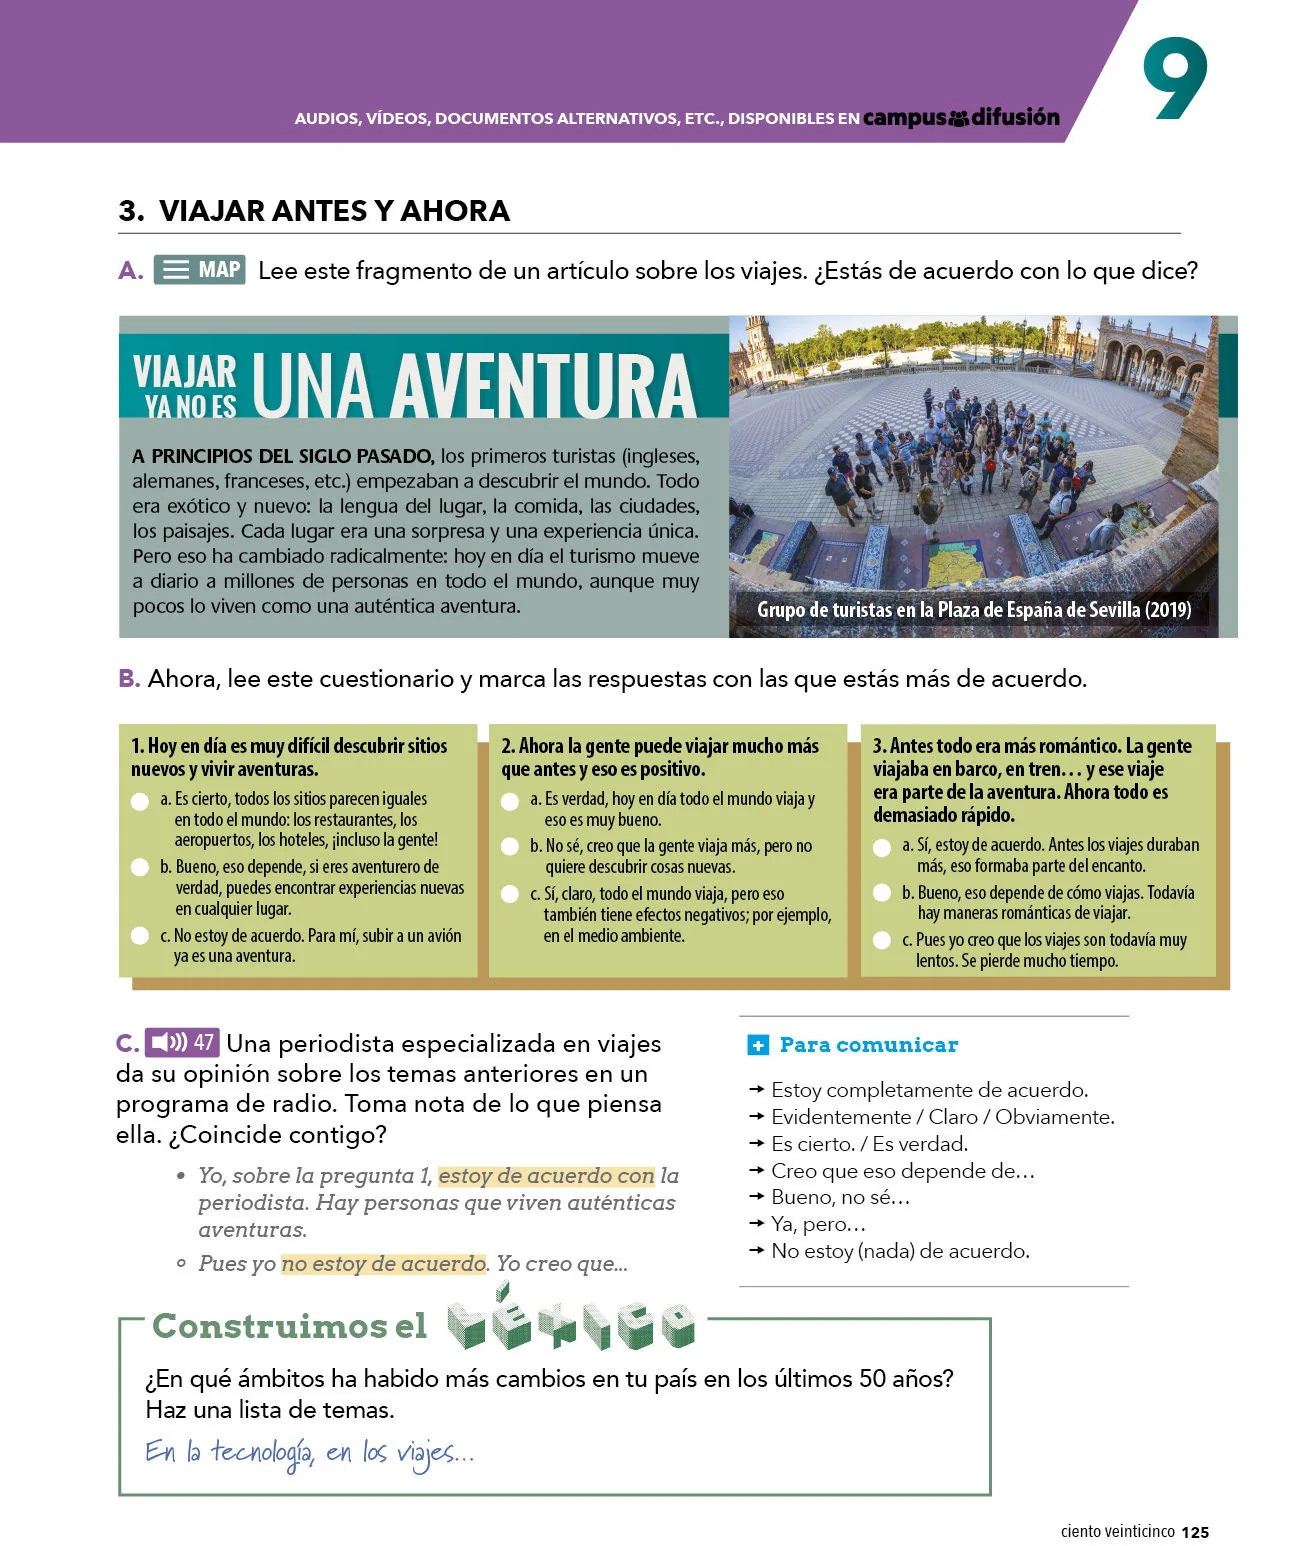 9
AUDIOS, VÍDEOS, DOCUMENTOS ALTERNATIVOS, ETC., DISPONIBLES EN campus difusión
3. VIAJAR ANTES Y AHORA
A. MAP Lee este fragmento de un artículo sobre los viajes. ¿Estás de acuerdo con lo que dice?
VIAJAR
YA NO ES
UNA AVENTURA
A PRINCIPIOS DEL SIGLO PASADO, los primeros turistas (ingleses,
alemanes, franceses, etc.) empezaban a descubrir el mundo. Todo
era exótico y nuevo: la lengua del lugar, la comida, las ciudades,
los paisajes. Cada lugar era una sorpresa y una experiencia única.
Pero eso ha cambiado radicalmente: hoy en día el turismo mueve
a diario a millones de personas en todo el mundo, aunque muy
pocos lo viven como una auténtica aventura.
Grupo de turistas en la Plaza de España de Sevilla (2019)
B. Ahora, lee este cuestionario y marca las respuestas con las que estás más de acuerdo.
1. Hoy en día es muy difícil descubrir sitios
nuevos y vivir aventuras.
a. Es cierto, todos los sitios parecen iguales
en todo el mundo: los restaurantes, los
aeropuertos, los hoteles, ¡incluso la gente!
b. Bueno, eso depende, si eres aventurero de
verdad, puedes encontrar experiencias nuevas
en cualquier lugar.
c. No estoy de acuerdo. Para mí, subir a un avión
ya es una aventura.
2. Ahora la gente puede viajar mucho más
que antes y eso es positivo.
a. Es verdad, hoy en día todo el mundo viaja y
eso es muy bueno.
b. No sé, creo que la gente viaja más, pero no
quiere descubrir cosas nuevas.
c. Sí, claro, todo el mundo viaja, pero eso
también tiene efectos negativos; por ejemplo,
en el medio ambiente.
3. Antes todo era más romántico. La gente
viajaba en barco, en tren… y ese viaje
era parte de la aventura. Ahora todo es
demasiado rápido.
a. Sí, estoy de acuerdo. Antes los viajes duraban
más, eso formaba parte del encanto.
b. Bueno, eso depende de cómo viajas. Todavía
hay maneras románticas de viajar.
c. Pues yo creo que los viajes son todavía muy
lentos. Se pierde mucho tiempo.
C. 47 Una periodista especializada en viajes
da su opinión sobre los temas anteriores en un
programa de radio. Toma nota de lo que piensa
ella. ¿Coincide contigo?
• Yo, sobre la pregunta 1, estoy de acuerdo con la
periodista. Hay personas que viven auténticas
aventuras.
○ Pues yo no estoy de acuerdo. Yo creo que...
+ Para comunicar
➔ Estoy completamente de acuerdo.
➔ Evidentemente / Claro / Obviamente.
➔ Es cierto. / Es verdad.
➔ Creo que eso depende de…
➔ Bueno, no sé…
➔ Ya, pero…
➔ No estoy (nada) de acuerdo.
Construimos el LÉXICO
¿En qué ámbitos ha habido más cambios en tu país en los últimos 50 años?
Haz una lista de temas.
En la tecnología, en los viajes...
ciento veinticinco 125